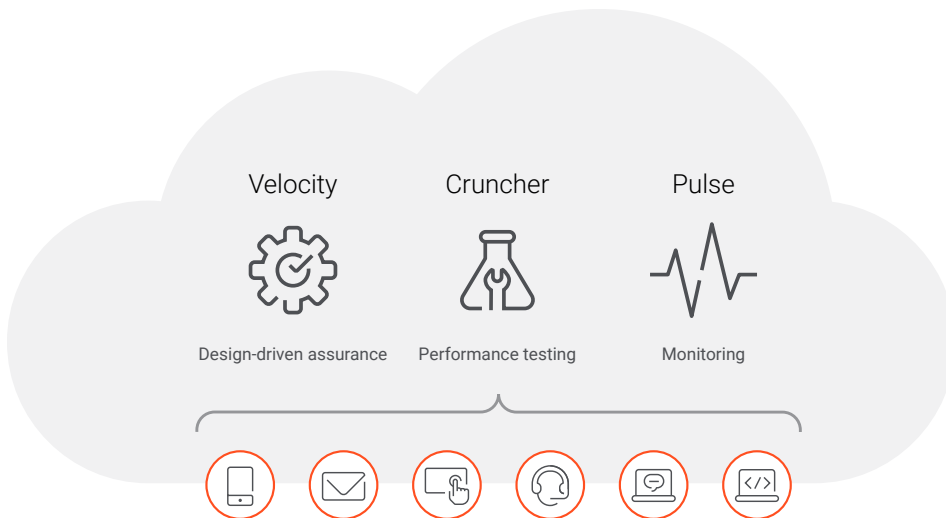 Velocity
Cruncher
Pulse
Design-driven assurance
Performance testing
Monitoring